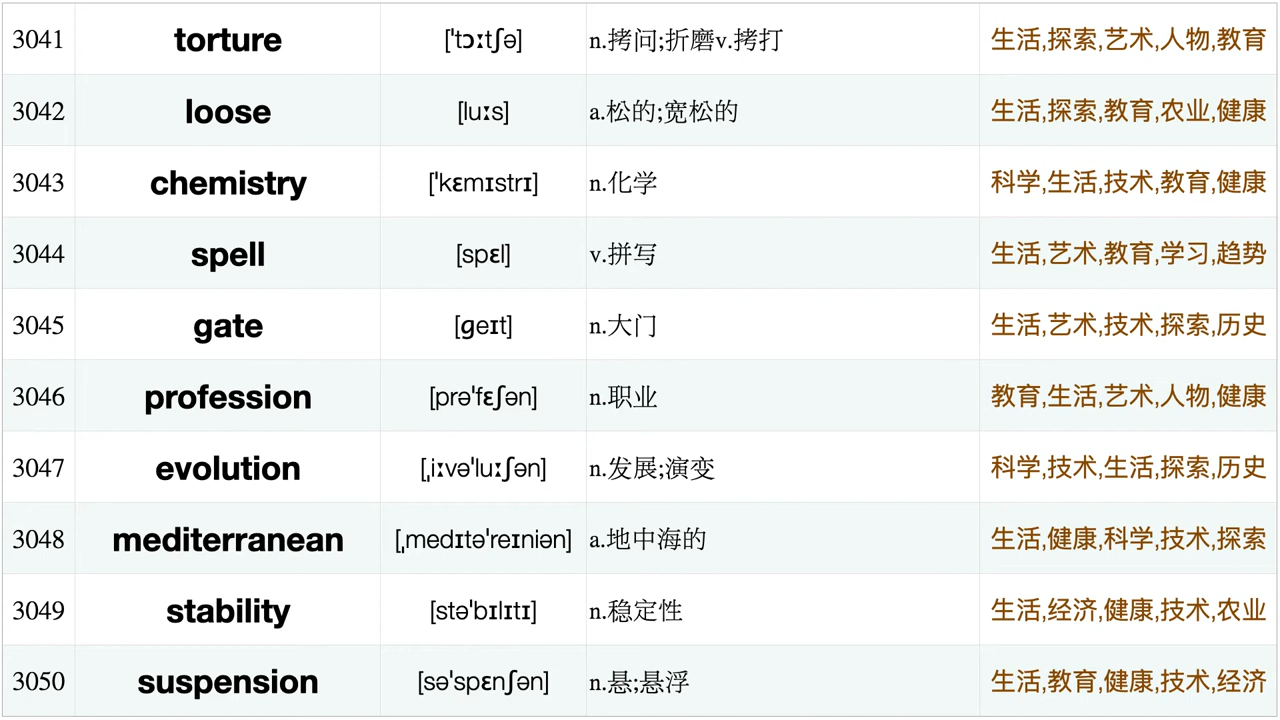 3041 torture [ˈtɔːtʃə] n.拷问;折磨v.拷打 生活,探索,艺术,人物,教育
3042 loose [luːs] a.松的;宽松的 生活,探索,教育,农业,健康
3043 chemistry [ˈkɛmɪstrɪ] n.化学 科学,生活,技术,教育,健康
3044 spell [spɛl] v.拼写 生活,艺术,教育,学习,趋势
3045 gate [ɡeɪt] n.大门 生活,艺术,技术,探索,历史
3046 profession [prəˈfɛʃən] n.职业 教育,生活,艺术,人物,健康
3047 evolution [ˌiːvəˈluːʃən] n.发展;演变 科学,技术,生活,探索,历史
3048 mediterranean [ˌmedɪtəˈreɪniən] a.地中海的 生活,健康,科学,技术,探索
3049 stability [stəˈbɪlɪtɪ] n.稳定性 生活,经济,健康,技术,农业
3050 suspension [səˈspɛnʃən] n.悬;悬浮 生活,教育,健康,技术,经济